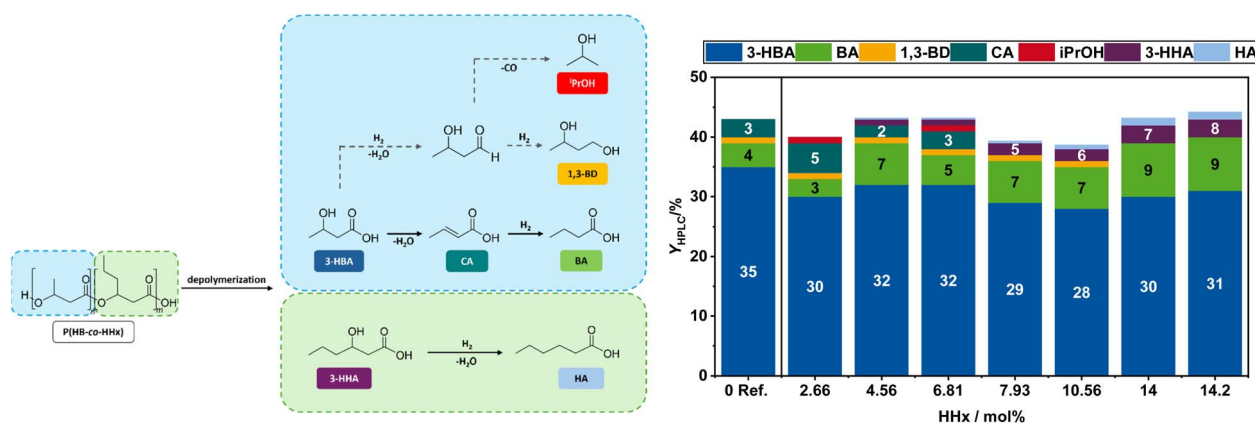 OH
-CO
iPrOH
H2
-H2O
OH
O
H
H2
OH
OH
1,3-BD
OH
O
OH
-H2O
O
OH
H2
O
OH
3-HBA
CA
BA
H
O
O
n
O
O
OH
m
P(HB-co-HHx)
depolymerization
OH
O
OH
H2
-H2O
O
OH
3-HHA
HA
3-HBA BA 1,3-BD CA iPrOH 3-HHA HA
YHPLC/%
50
40
30
20
10
0
3
4
35
5
3
30
2
7
32
3
5
32
5
7
29
6
7
28
7
9
30
8
9
31
0 Ref. 2.66 4.56 6.81 7.93 10.56 14 14.2
HHx / mol%